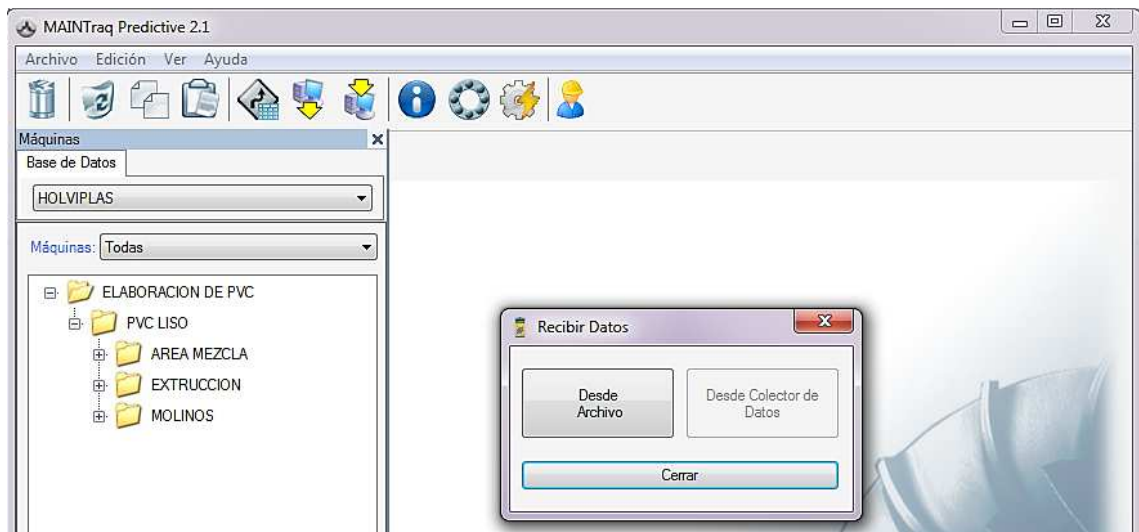 MAINTraq Predictive 2.1
Archivo Edición Ver Ayuda
Máquinas
Base de Datos
HOLVIPLAS
Máquinas: Todas
ELABORACION DE PVC
PVC LISO
AREA MEZCLA
EXTRUCCION
MOLINOS
Recibir Datos
Desde
Archivo
Desde Colector de
Datos
Cerrar